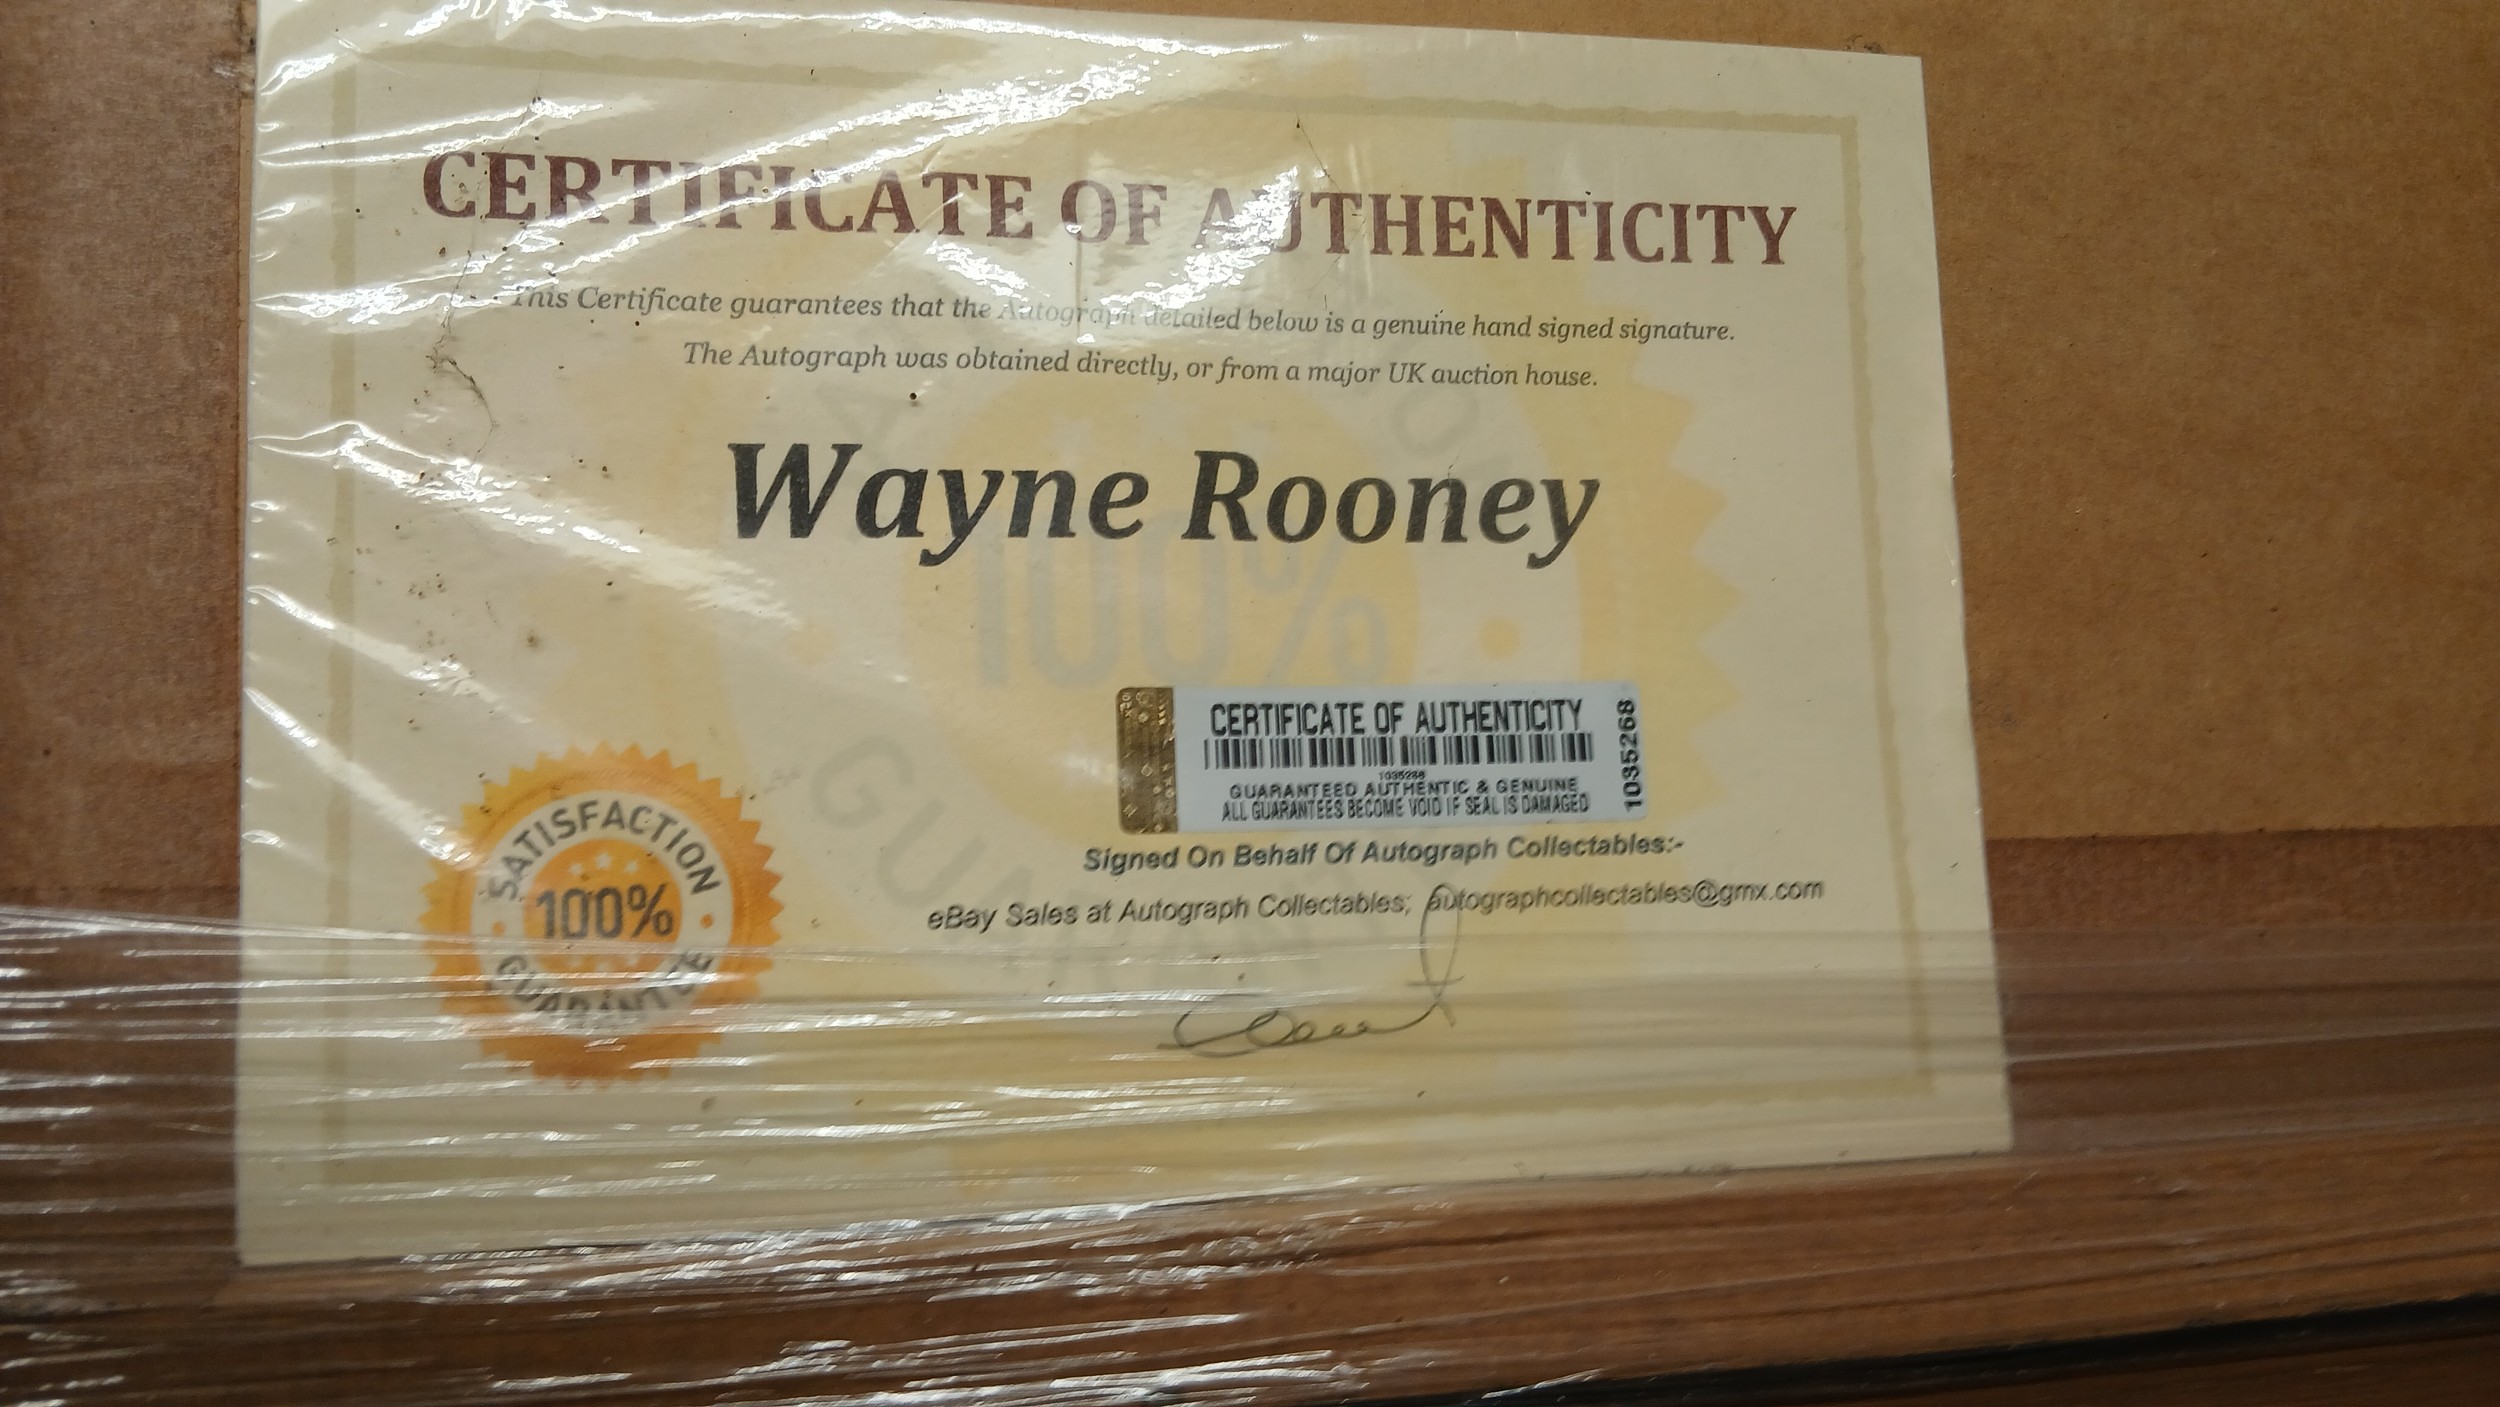 CERTIFICATE OF AUTHENTICITY
This Certificate guarantees that the Autograph detailed below is a genuine hand signed signature.
The Autograph was obtained directly, or from a major UK auction house.
Wayne Rooney
100%
GUARANTEE
CERTIFICATE OF AUTHENTICITY
1035268
1035268
GUARANTEED AUTHENTIC & GENUINE
ALL GUARANTEES BECOME VOID IF SEAL IS DAMAGED
SATISFACTION
100%
GUARANTEE
Signed On Behalf Of Autograph Collectables:-
eBay Sales at Autograph Collectables; autographcollectables@gmx.com